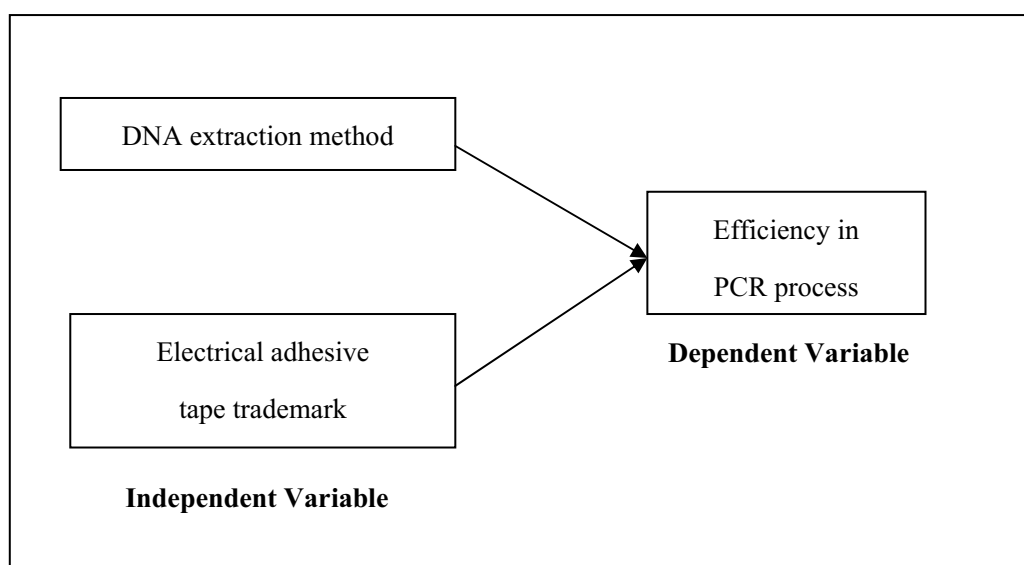 DNA extraction method
Electrical adhesive
tape trademark
Independent Variable
Efficiency in
PCR process
Dependent Variable